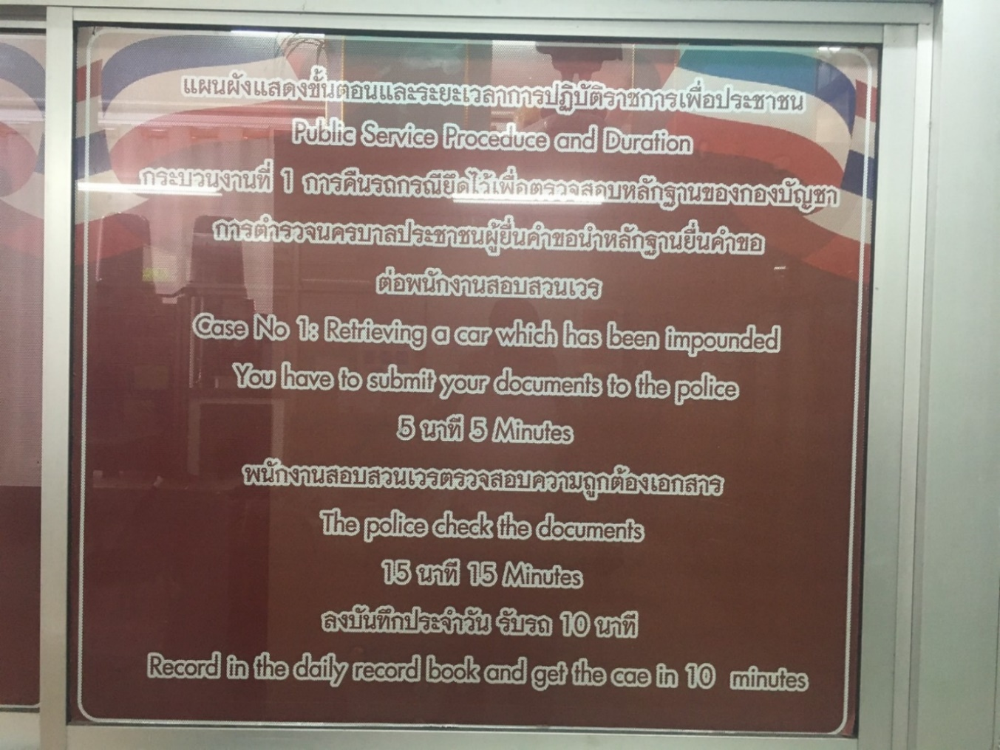 แผนผังแสดงขั้นตอนและระยะเวลาการปฏิบัติราชการเพื่อประชาชน
Public Service Proceduce and Duration
กระบวนงานที่ 1 การคืนรถกรณียึดไว้เพื่อตรวจสอบหลักฐานของกองบัญชา
การตำรวจนครบาลประชาชนผู้ยื่นคำขอนำหลักฐานยื่นคำขอ
ต่อพนักงานสอบสวนเวร
Case No 1: Retrieving a car which has been impounded
You have to submit your documents to the police
5 นาที 5 Minutes
พนักงานสอบสวนเวรตรวจสอบความถูกต้องเอกสาร
The police check the documents
15 นาที 15 Minutes
ลงบันทึกประจำวัน รับรถ 10 นาที
Record in the daily record book and get the cae in 10 minutes